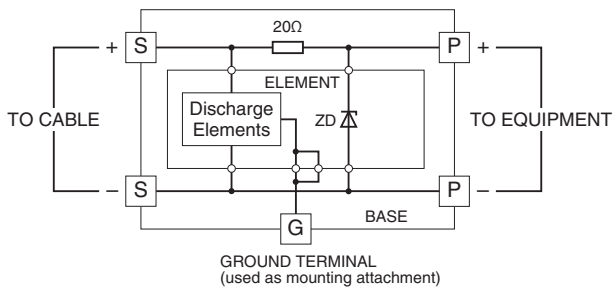 20Ω
+ S P +
ELEMENT
Discharge
Elements
ZD
TO CABLE
TO EQUIPMENT
− S P −
BASE
G
GROUND TERMINAL
(used as mounting attachment)